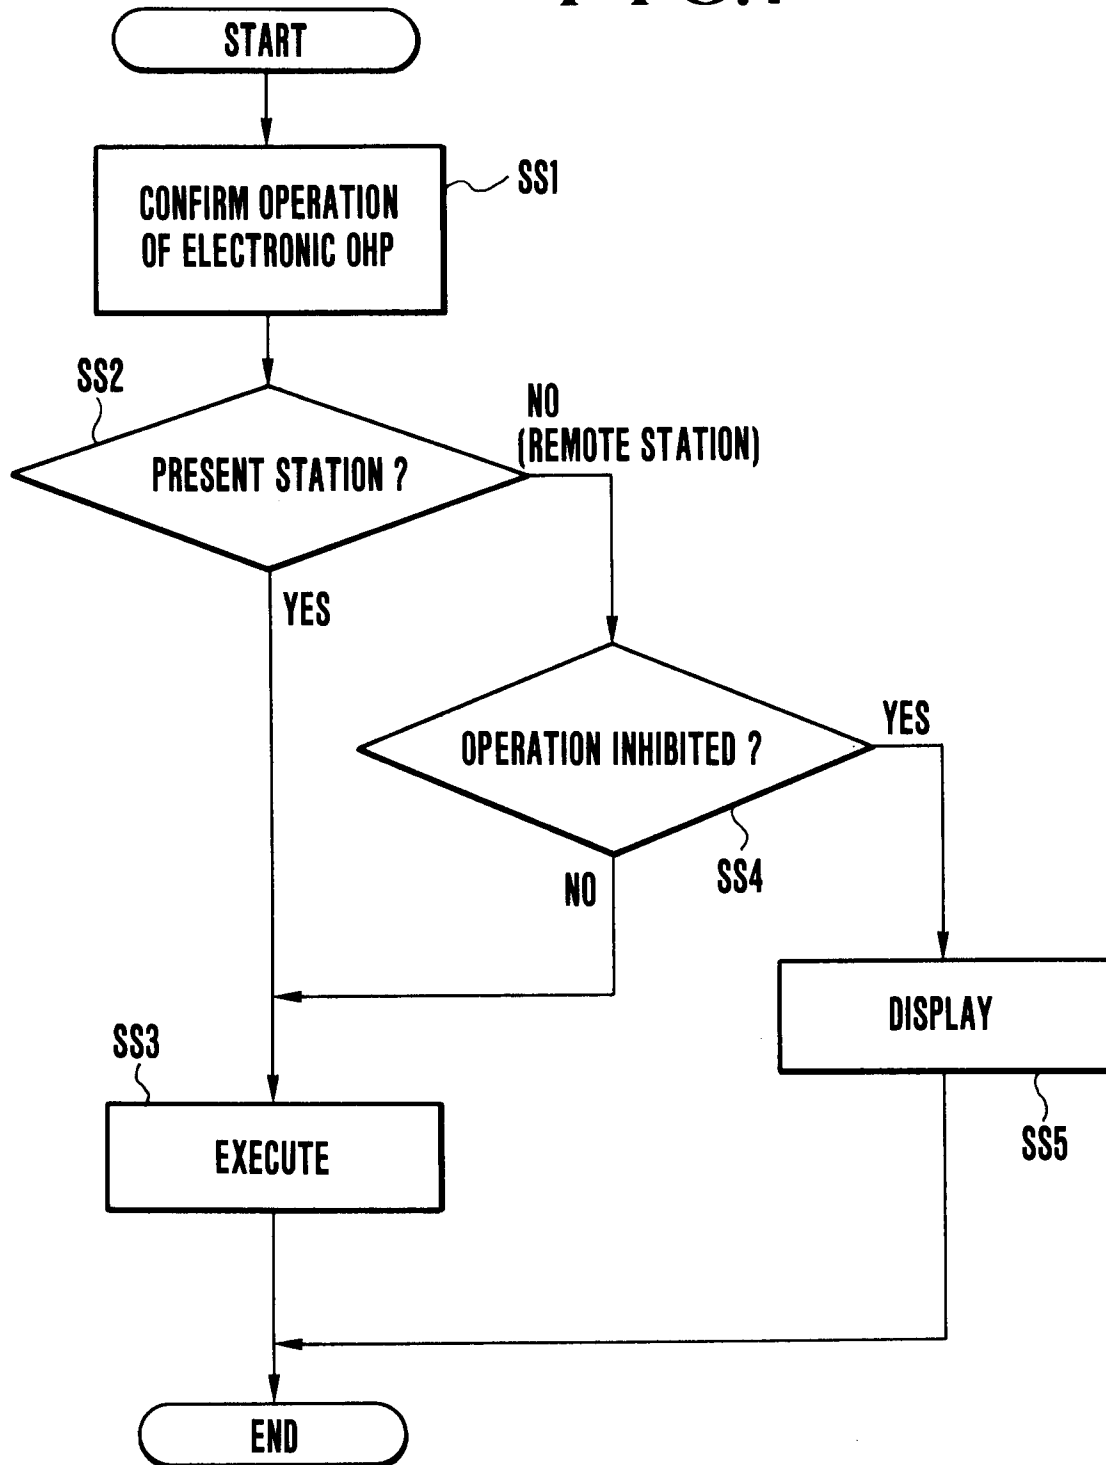 START
CONFIRM OPERATION
OF ELECTRONIC OHP
SS1
SS2
PRESENT STATION ?
NO
(REMOTE STATION)
YES
OPERATION INHIBITED ?
YES
SS4
NO
DISPLAY
SS5
SS3
EXECUTE
END